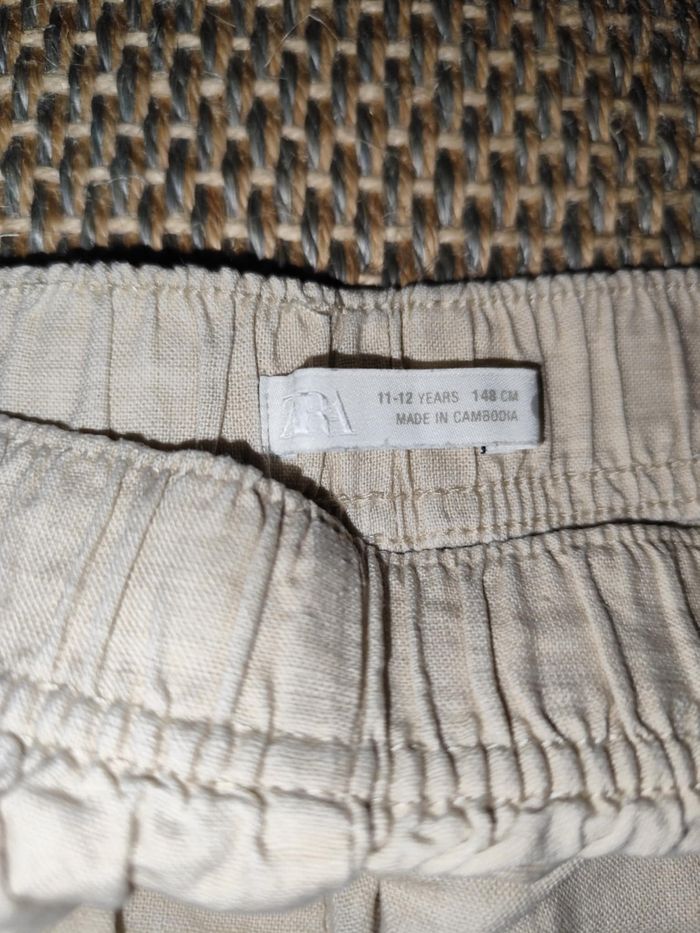 ZARA
11-12 YEARS 148 CM
MADE IN CAMBODIA